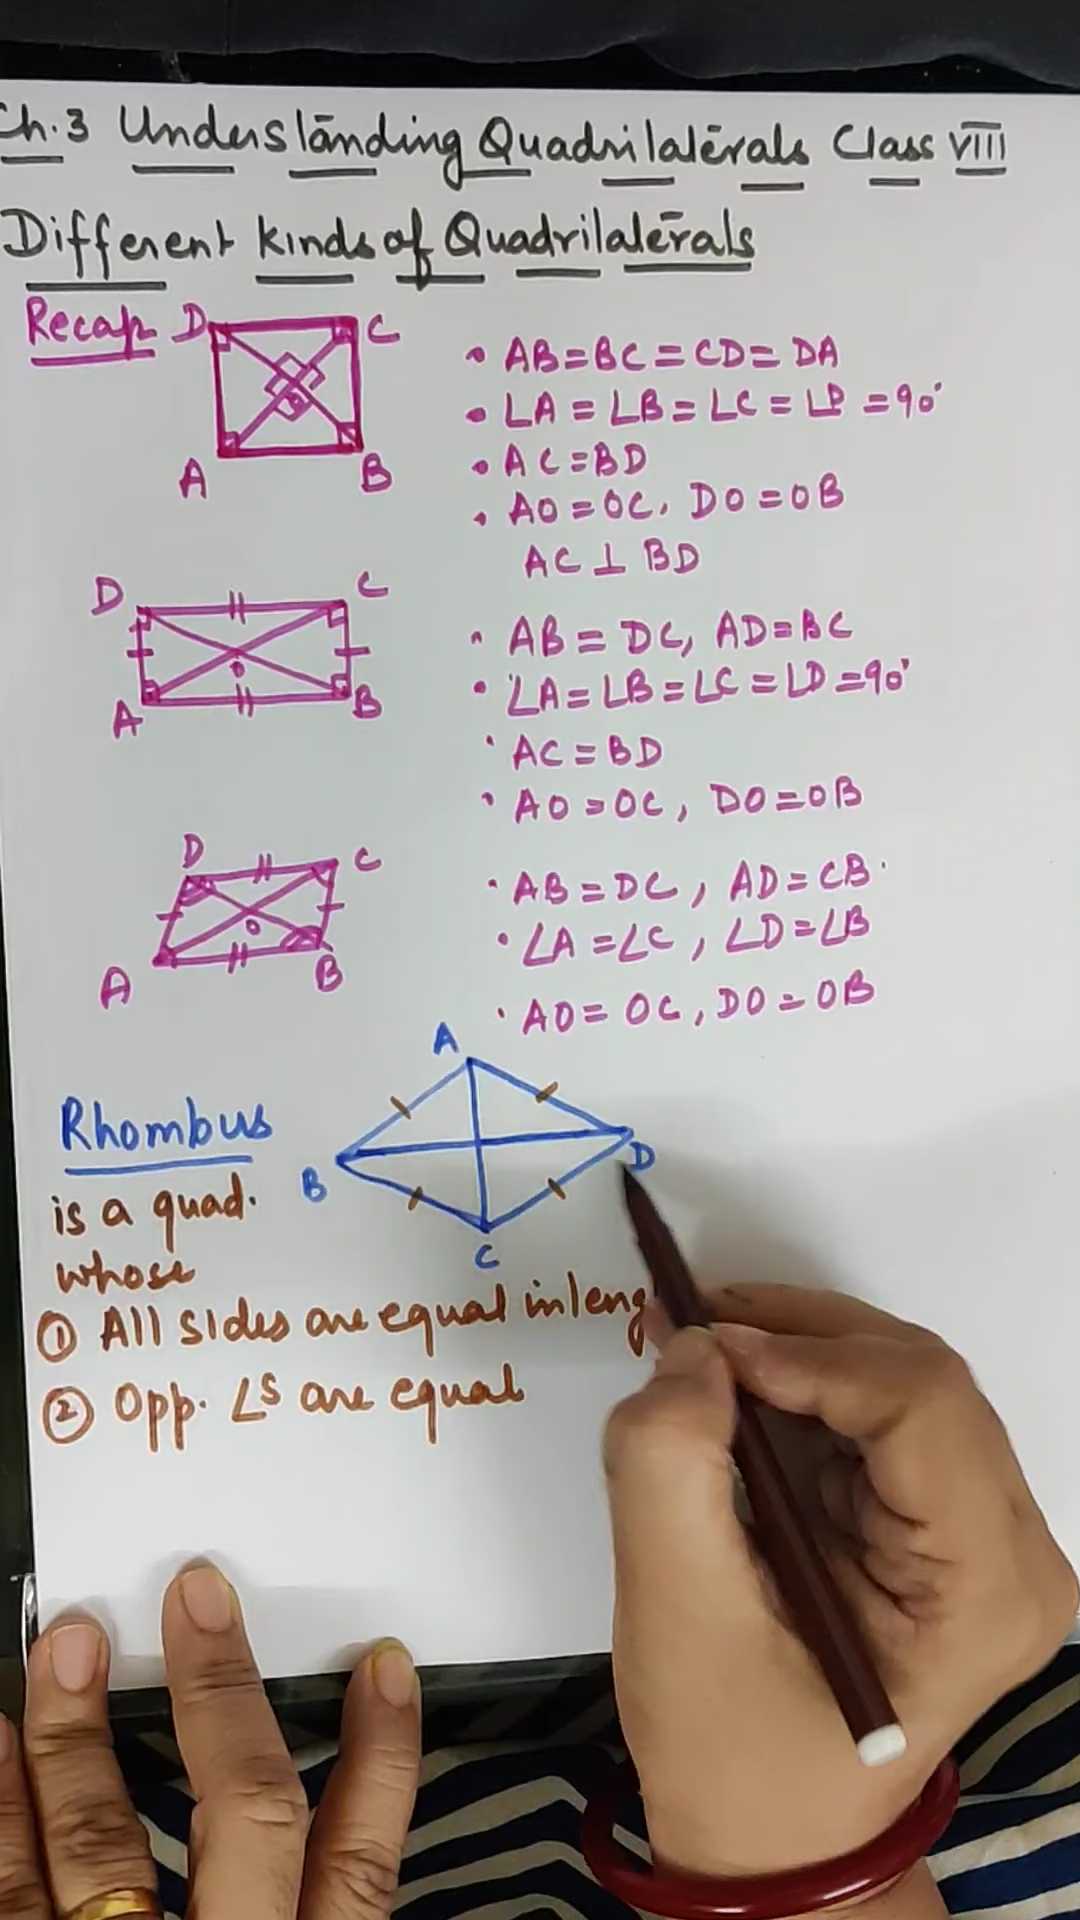 Ch.3 Understanding Quadrilaterals Class VIII
Different kinds of Quadrilaterals
Recap
D C
A B
O
• AB=BC=CD=DA
• ∠A=∠B=∠C=∠D=90°
• AC=BD
• AO=OC, DO=OB
AC⊥BD
D C
O
A B
• AB=DC, AD=BC
• ∠A=∠B=∠C=∠D=90°
• AC=BD
• AO=OC, DO=OB
D C
O
A B
• AB=DC, AD=CB
• ∠A=∠C, ∠D=∠B
• AO=OC, DO=OB
A
B D
C
Rhombus
is a quad.
whose
① All sides are equal in leng
② Opp. ∠s are equal